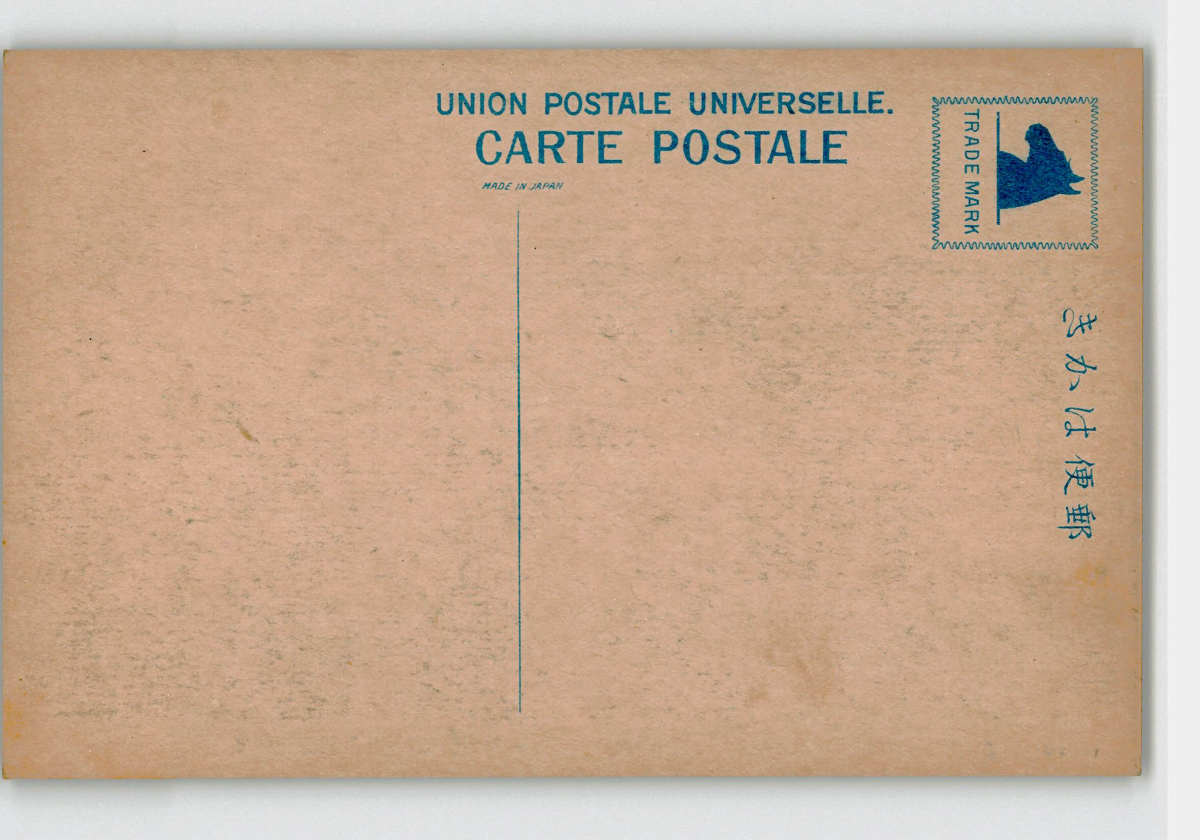 UNION POSTALE UNIVERSELLE.
CARTE POSTALE
MADE IN JAPAN
TRADE MARK
郵便はかき